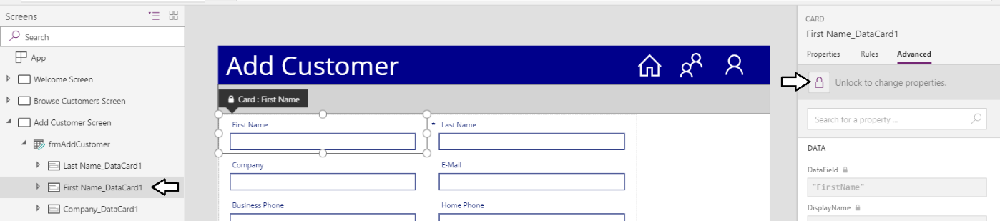 Screens
Search
App
Welcome Screen
Browse Customers Screen
Add Customer Screen
frmAddCustomer
Last Name_DataCard1
First Name_DataCard1
Company_DataCard1
Add Customer
Card : First Name
First Name
* Last Name
Company
E-Mail
Business Phone
Home Phone
CARD
First Name_DataCard1
Properties Rules Advanced
Unlock to change properties.
Search for a property ...
DATA
DataField
"FirstName"
DisplayName